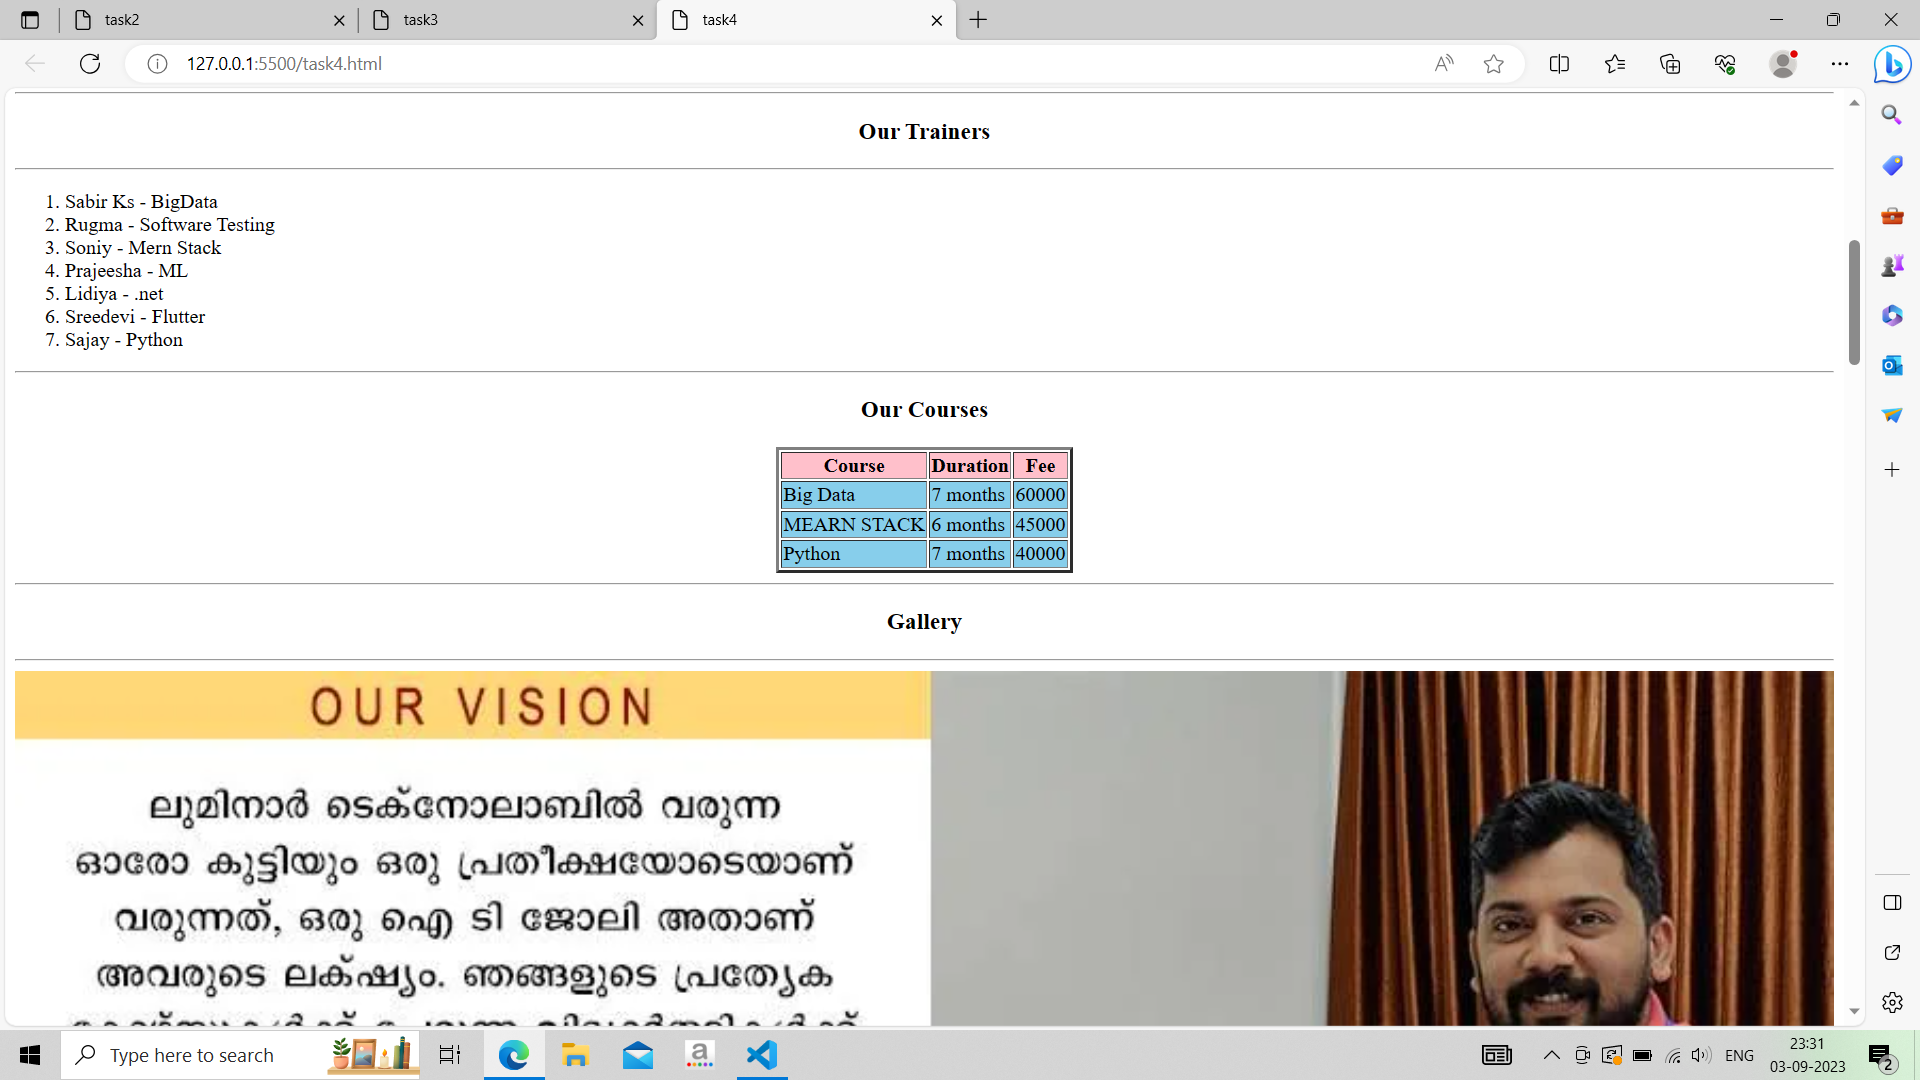 task2
task3
task4
127.0.0.1:5500/task4.html
Our Trainers
1. Sabir Ks - BigData
2. Rugma - Software Testing
3. Soniy - Mern Stack
4. Prajeesha - ML
5. Lidiya - .net
6. Sreedevi - Flutter
7. Sajay - Python
Our Courses
Course Duration Fee
Big Data 7 months 60000
MEARN STACK 6 months 45000
Python 7 months 40000
Gallery
OUR VISION
ലുമിനാർ ടെക്നോലാബിൽ വരുന്ന
ഓരോ കുട്ടിയും ഒരു പ്രതീക്ഷയോടെയാണ്
വരുന്നത്, ഒരു ഐ ടി ജോലി അതാണ്
അവരുടെ ലക്ഷ്യം. ഞങ്ങളുടെ പ്രത്യേക
Type here to search
ENG
23:31
03-09-2023
2